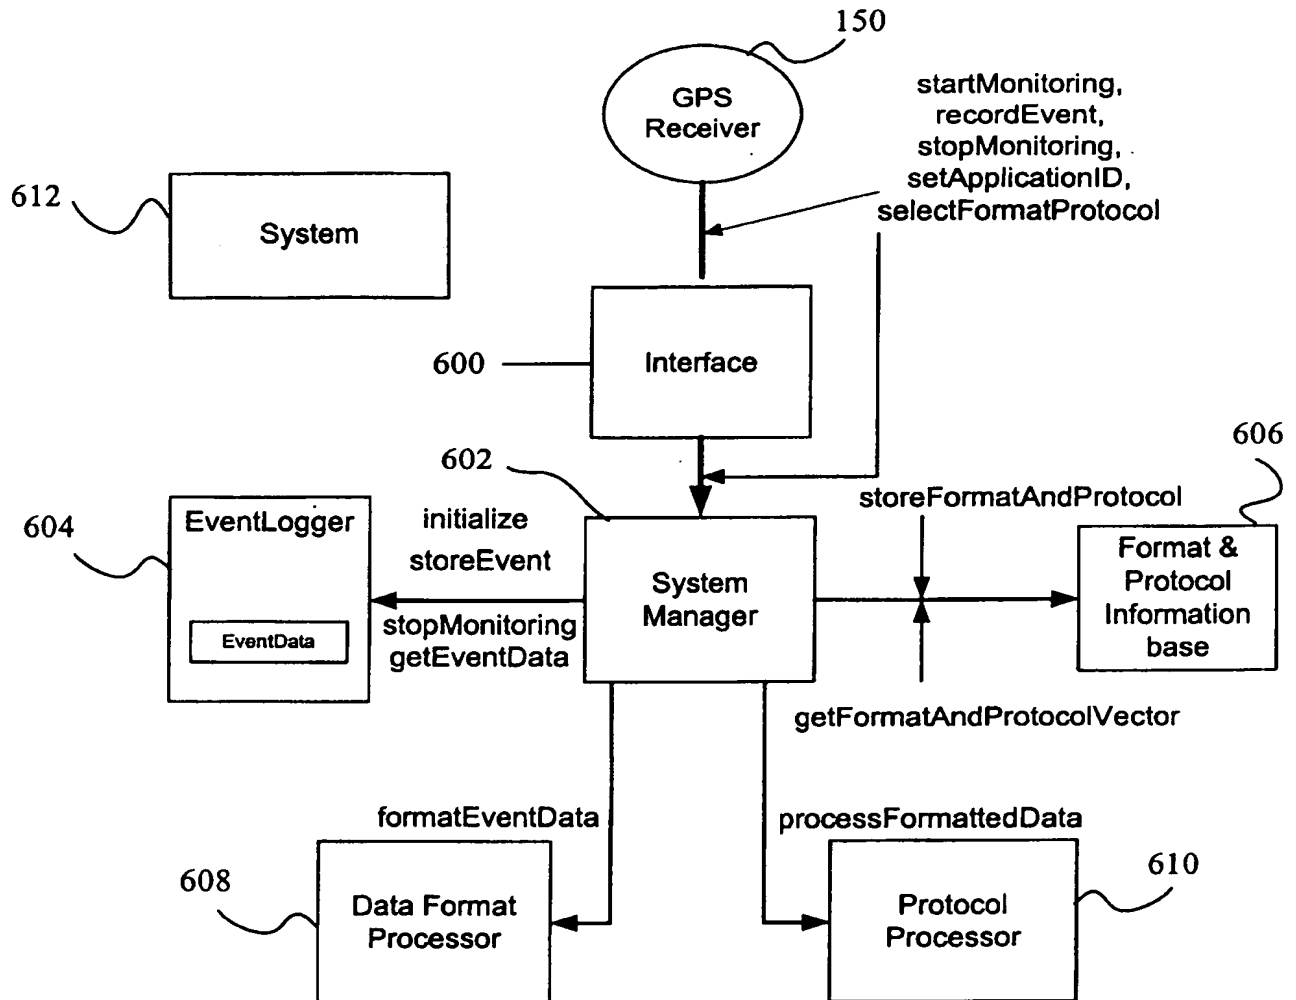 150
GPS
Receiver
startMonitoring,
recordEvent,
stopMonitoring,
setApplicationID,
selectFormatProtocol
612
System
600
Interface
602
606
604
EventLogger
EventData
initialize
storeEvent
stopMonitoring
getEventData
System
Manager
storeFormatAndProtocol
Format &
Protocol
Information
base
getFormatAndProtocolVector
formatEventData
processFormattedData
608
Data Format
Processor
Protocol
Processor
610